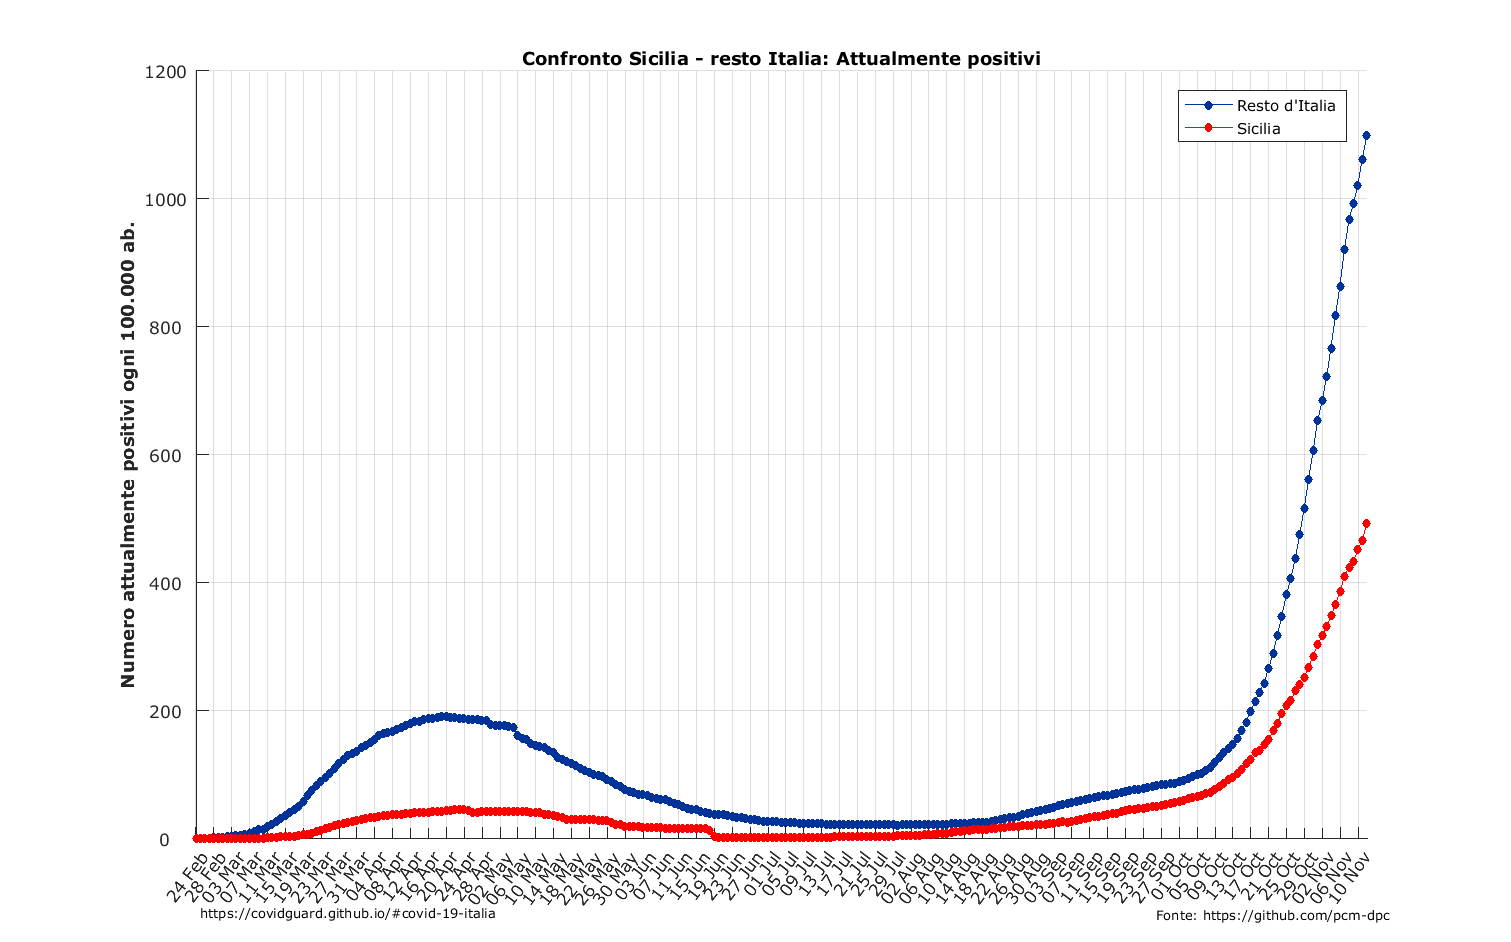 Confronto Sicilia - resto Italia: Attualmente positivi
Resto d'Italia
Sicilia
Numero attualmente positivi ogni 100.000 ab.
1200
1000
800
600
400
200
0
24 Feb
28 Feb
03 Mar
07 Mar
11 Mar
15 Mar
19 Mar
23 Mar
27 Mar
31 Mar
04 Apr
08 Apr
12 Apr
16 Apr
20 Apr
24 Apr
28 Apr
02 May
06 May
10 May
14 May
18 May
22 May
26 May
30 May
03 Jun
07 Jun
11 Jun
15 Jun
19 Jun
23 Jun
27 Jun
01 Jul
05 Jul
09 Jul
13 Jul
17 Jul
21 Jul
25 Jul
29 Jul
02 Aug
06 Aug
10 Aug
14 Aug
18 Aug
22 Aug
26 Aug
30 Aug
03 Sep
07 Sep
11 Sep
15 Sep
19 Sep
23 Sep
27 Sep
01 Oct
05 Oct
09 Oct
13 Oct
17 Oct
21 Oct
25 Oct
29 Oct
02 Nov
06 Nov
10 Nov
https://covidguard.github.io/#covid-19-italia
Fonte: https://github.com/pcm-dpc